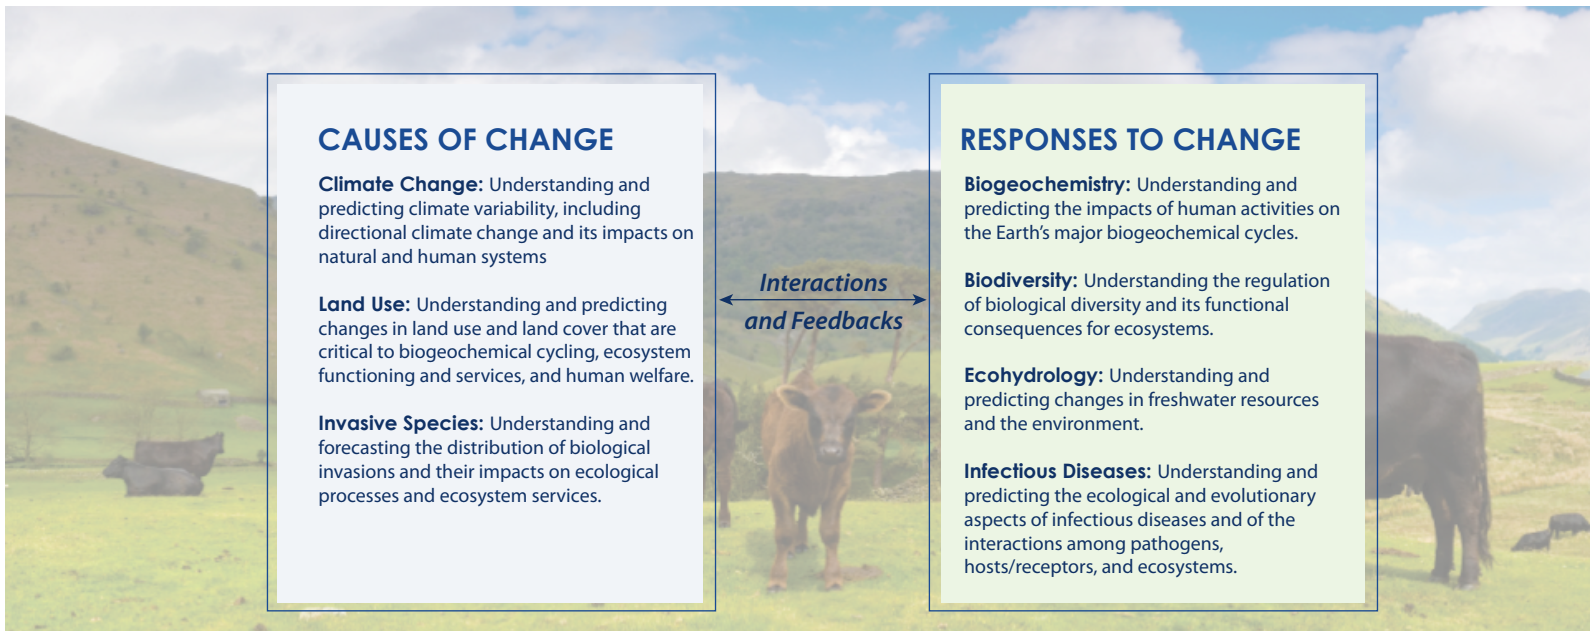 CAUSES OF CHANGE
Climate Change: Understanding and
predicting climate variability, including
directional climate change and its impacts on
natural and human systems
Land Use: Understanding and predicting
changes in land use and land cover that are
critical to biogeochemical cycling, ecosystem
functioning and services, and human welfare.
Invasive Species: Understanding and
forecasting the distribution of biological
invasions and their impacts on ecological
processes and ecosystem services.
Interactions
and Feedbacks
RESPONSES TO CHANGE
Biogeochemistry: Understanding and
predicting the impacts of human activities on
the Earth’s major biogeochemical cycles.
Biodiversity: Understanding the regulation
of biological diversity and its functional
consequences for ecosystems.
Ecohydrology: Understanding and
predicting changes in freshwater resources
and the environment.
Infectious Diseases: Understanding and
predicting the ecological and evolutionary
aspects of infectious diseases and of the
interactions among pathogens,
hosts/receptors, and ecosystems.